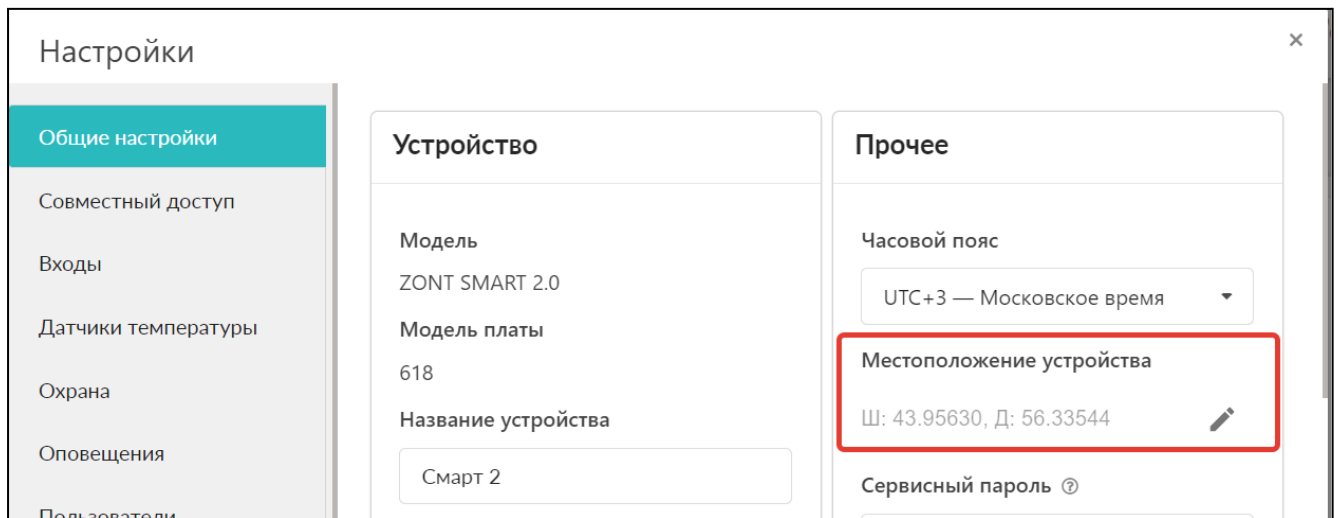 Настройки
×
Общие настройки
Совместный доступ
Входы
Датчики температуры
Охрана
Оповещения
Пользователи
Устройство
Модель
ZONT SMART 2.0
Модель платы
618
Название устройства
Смарт 2
Прочее
Часовой пояс
UTC+3 — Московское время
Местоположение устройства
Ш: 43.95630, Д: 56.33544
Сервисный пароль ?